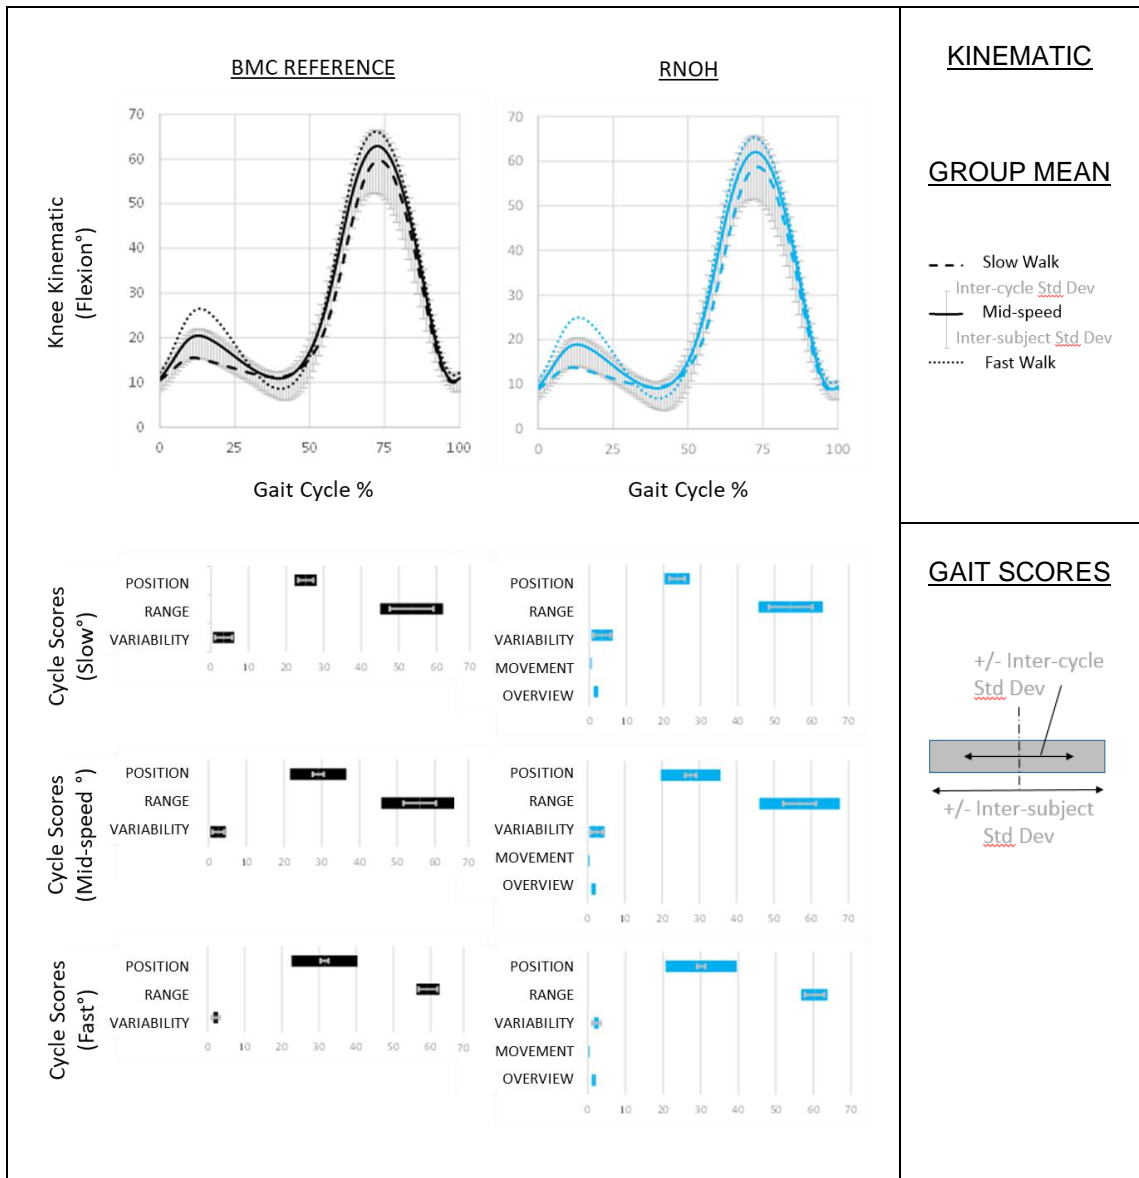 BMC REFERENCE
RNOH
Knee Kinematic
(Flexion°)
70
60
50
40
30
20
10
0
0 25 50 75 100
Gait Cycle %
70
60
50
40
30
20
10
0
0 25 50 75 100
Gait Cycle %
Cycle Scores
(Slow°)
POSITION
RANGE
VARIABILITY
0 10 20 30 40 50 60 70
POSITION
RANGE
VARIABILITY
MOVEMENT
OVERVIEW
0 10 20 30 40 50 60 70
Cycle Scores
(Mid-speed °)
POSITION
RANGE
VARIABILITY
0 10 20 30 40 50 60 70
POSITION
RANGE
VARIABILITY
MOVEMENT
OVERVIEW
0 10 20 30 40 50 60 70
Cycle Scores
(Fast°)
POSITION
RANGE
VARIABILITY
0 10 20 30 40 50 60 70
POSITION
RANGE
VARIABILITY
MOVEMENT
OVERVIEW
0 10 20 30 40 50 60 70
KINEMATIC
GROUP MEAN
Slow Walk
Inter-cycle Std Dev
Mid-speed
Inter-subject Std Dev
Fast Walk
GAIT SCORES
+/- Inter-cycle
Std Dev
+/- Inter-subject
Std Dev